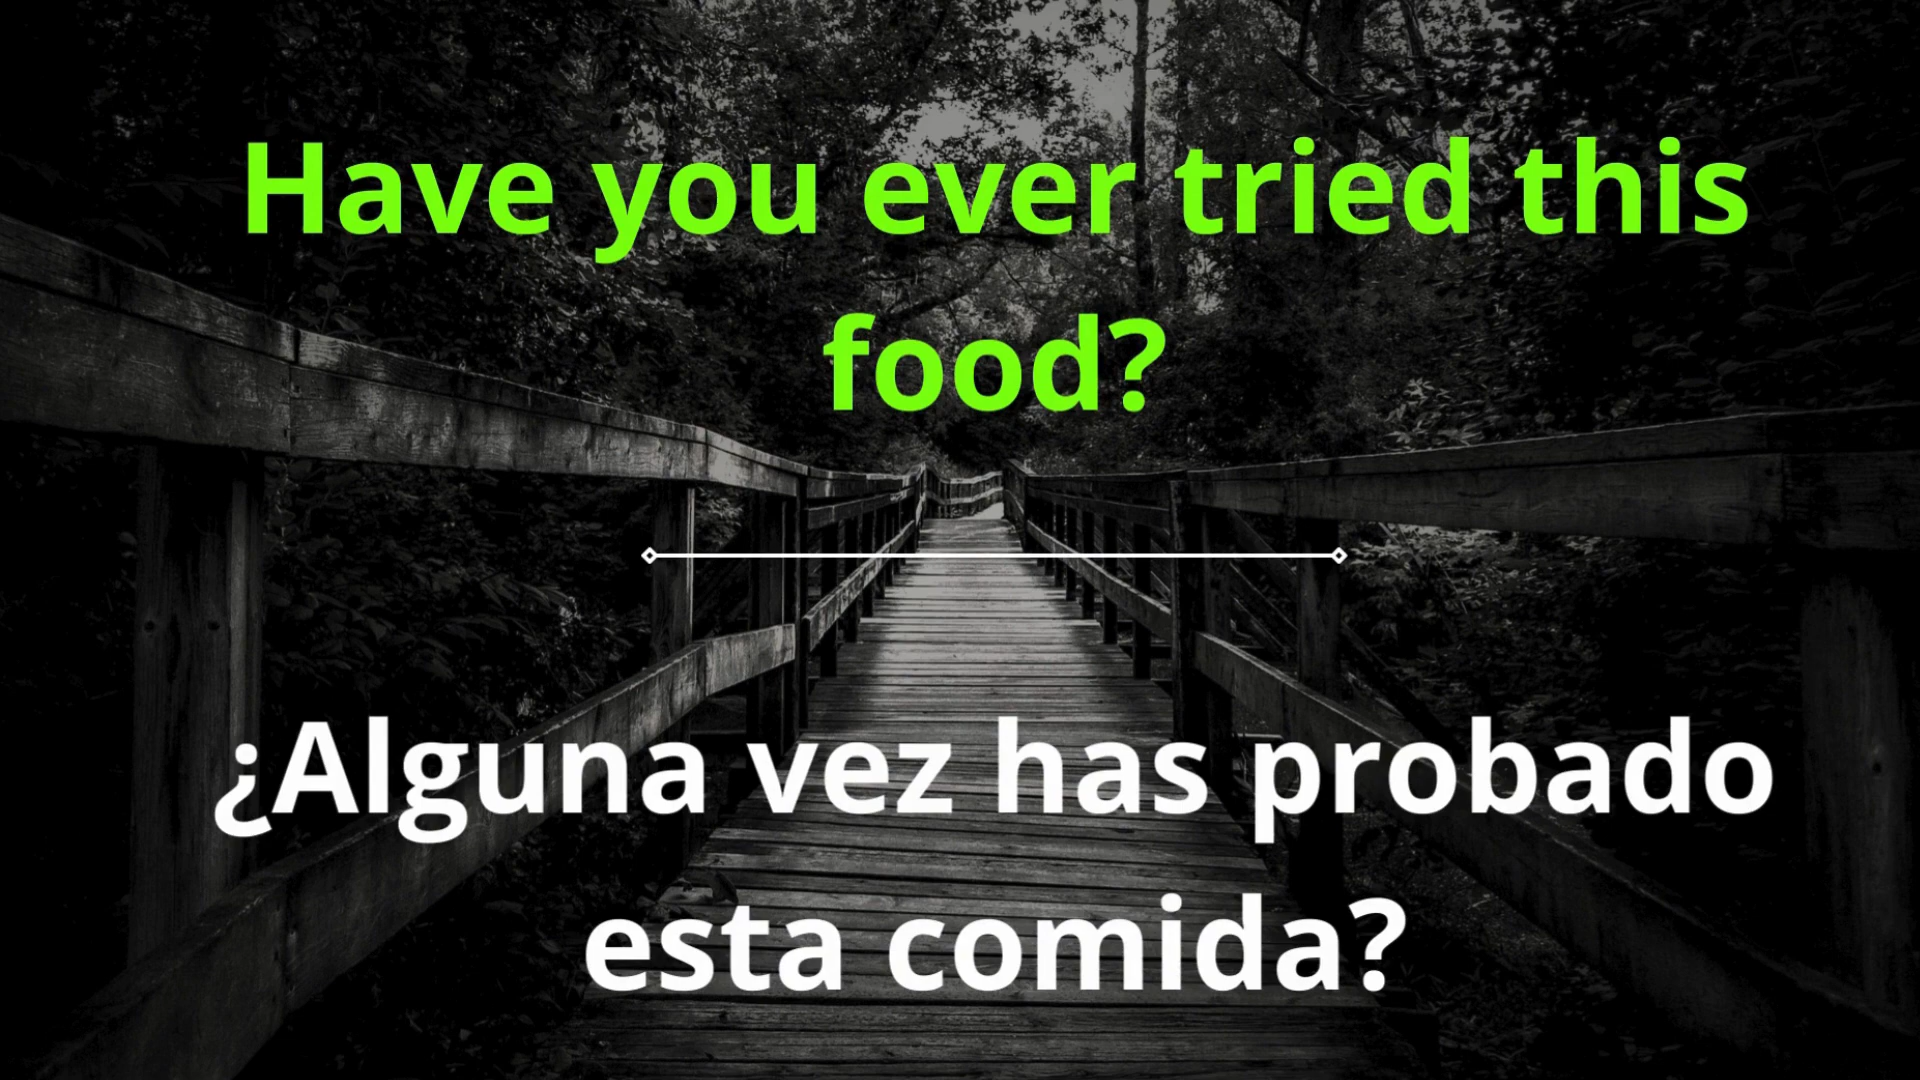 Have you ever tried this
food?
¿Alguna vez has probado
esta comida?